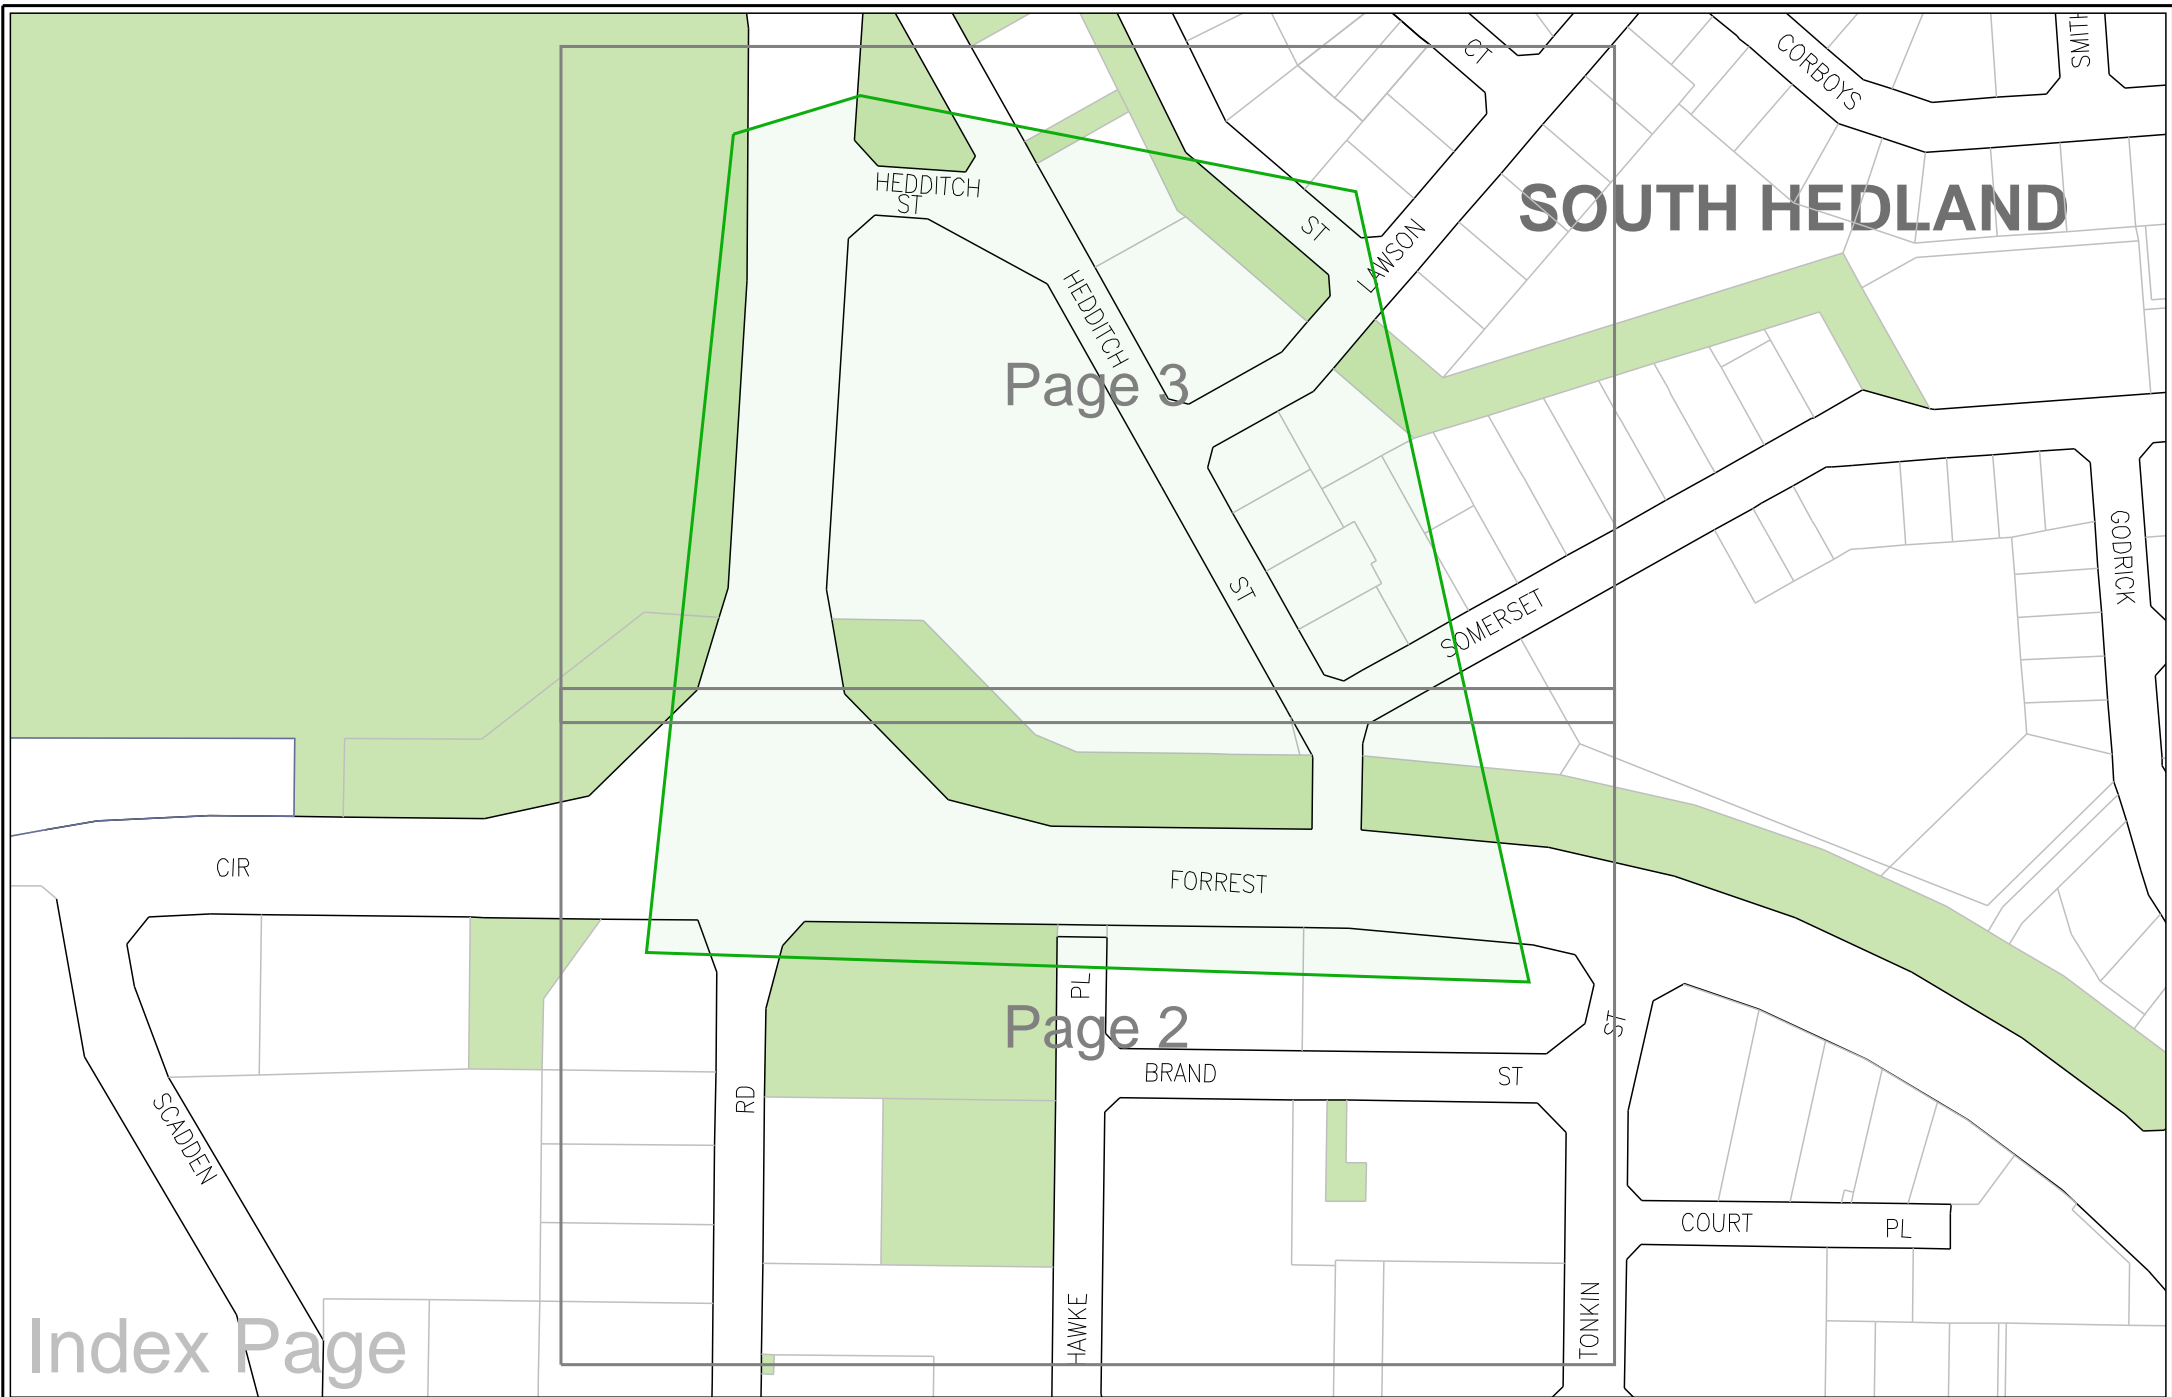 SMITH
CT
CORBOYS
HEDDITCH
ST
SOUTH HEDLAND
ST
LAWSON
HEDDITCH
Page 3
GODRICK
ST
SOMERSET
CIR
FORREST
PL
Page 2
ST
BRAND
ST
RD
SCADDEN
COURT
PL
HAWKE
TONKIN
Index Page